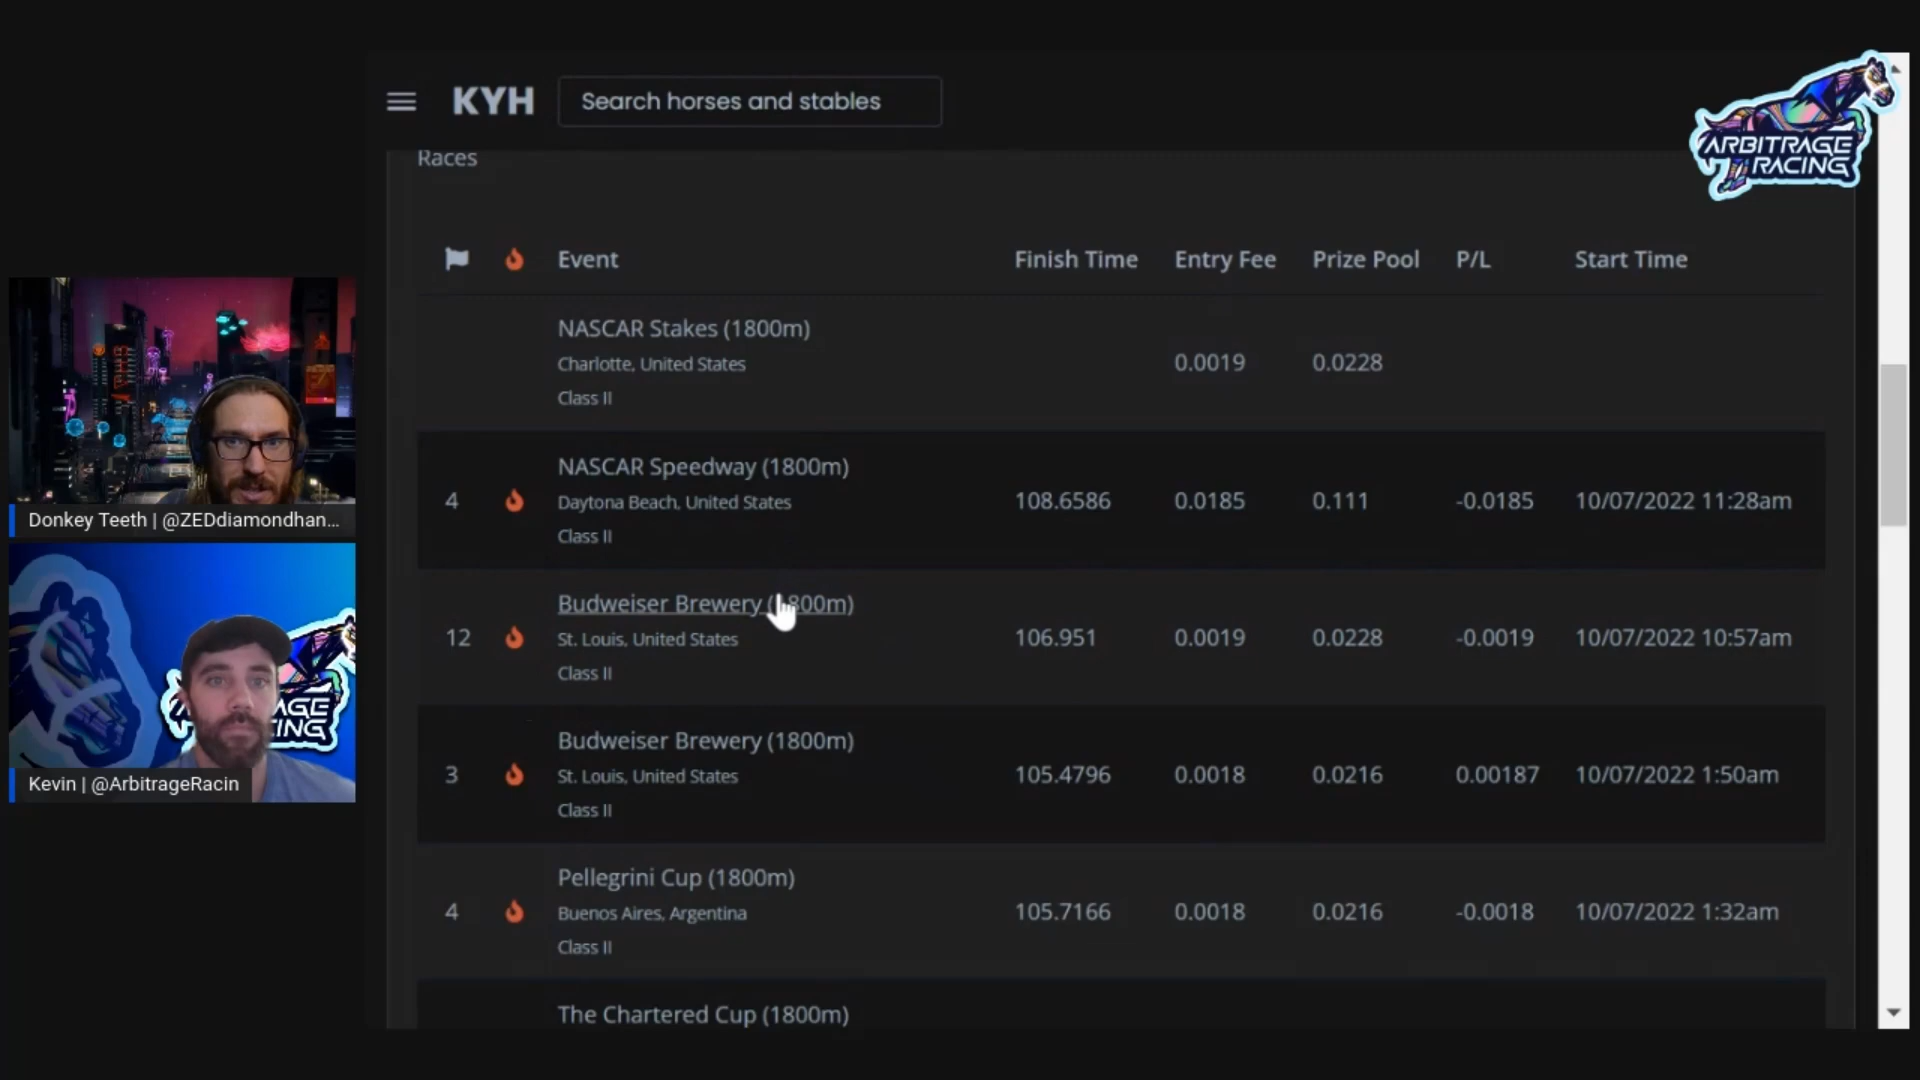 KYH
Search horses and stables
ARBITRAGE
RACING
Races
Event
Finish Time
Entry Fee
Prize Pool
P/L
Start Time
NASCAR Stakes (1800m)
Charlotte, United States
Class II
0.0019
0.0228
NASCAR Speedway (1800m)
4
Daytona Beach, United States
108.6586
0.0185
0.111
-0.0185
10/07/2022 11:28am
Class II
Budweiser Brewery (1800m)
12
St. Louis, United States
106.951
0.0019
0.0228
-0.0019
10/07/2022 10:57am
Class II
Budweiser Brewery (1800m)
3
St. Louis, United States
105.4796
0.0018
0.0216
0.00187
10/07/2022 1:50am
Class II
Pellegrini Cup (1800m)
4
Buenos Aires, Argentina
105.7166
0.0018
0.0216
-0.0018
10/07/2022 1:32am
Class II
The Chartered Cup (1800m)
Donkey Teeth | @ZEDdiamondhan...
AGE
ING
Kevin | @ArbitrageRacin